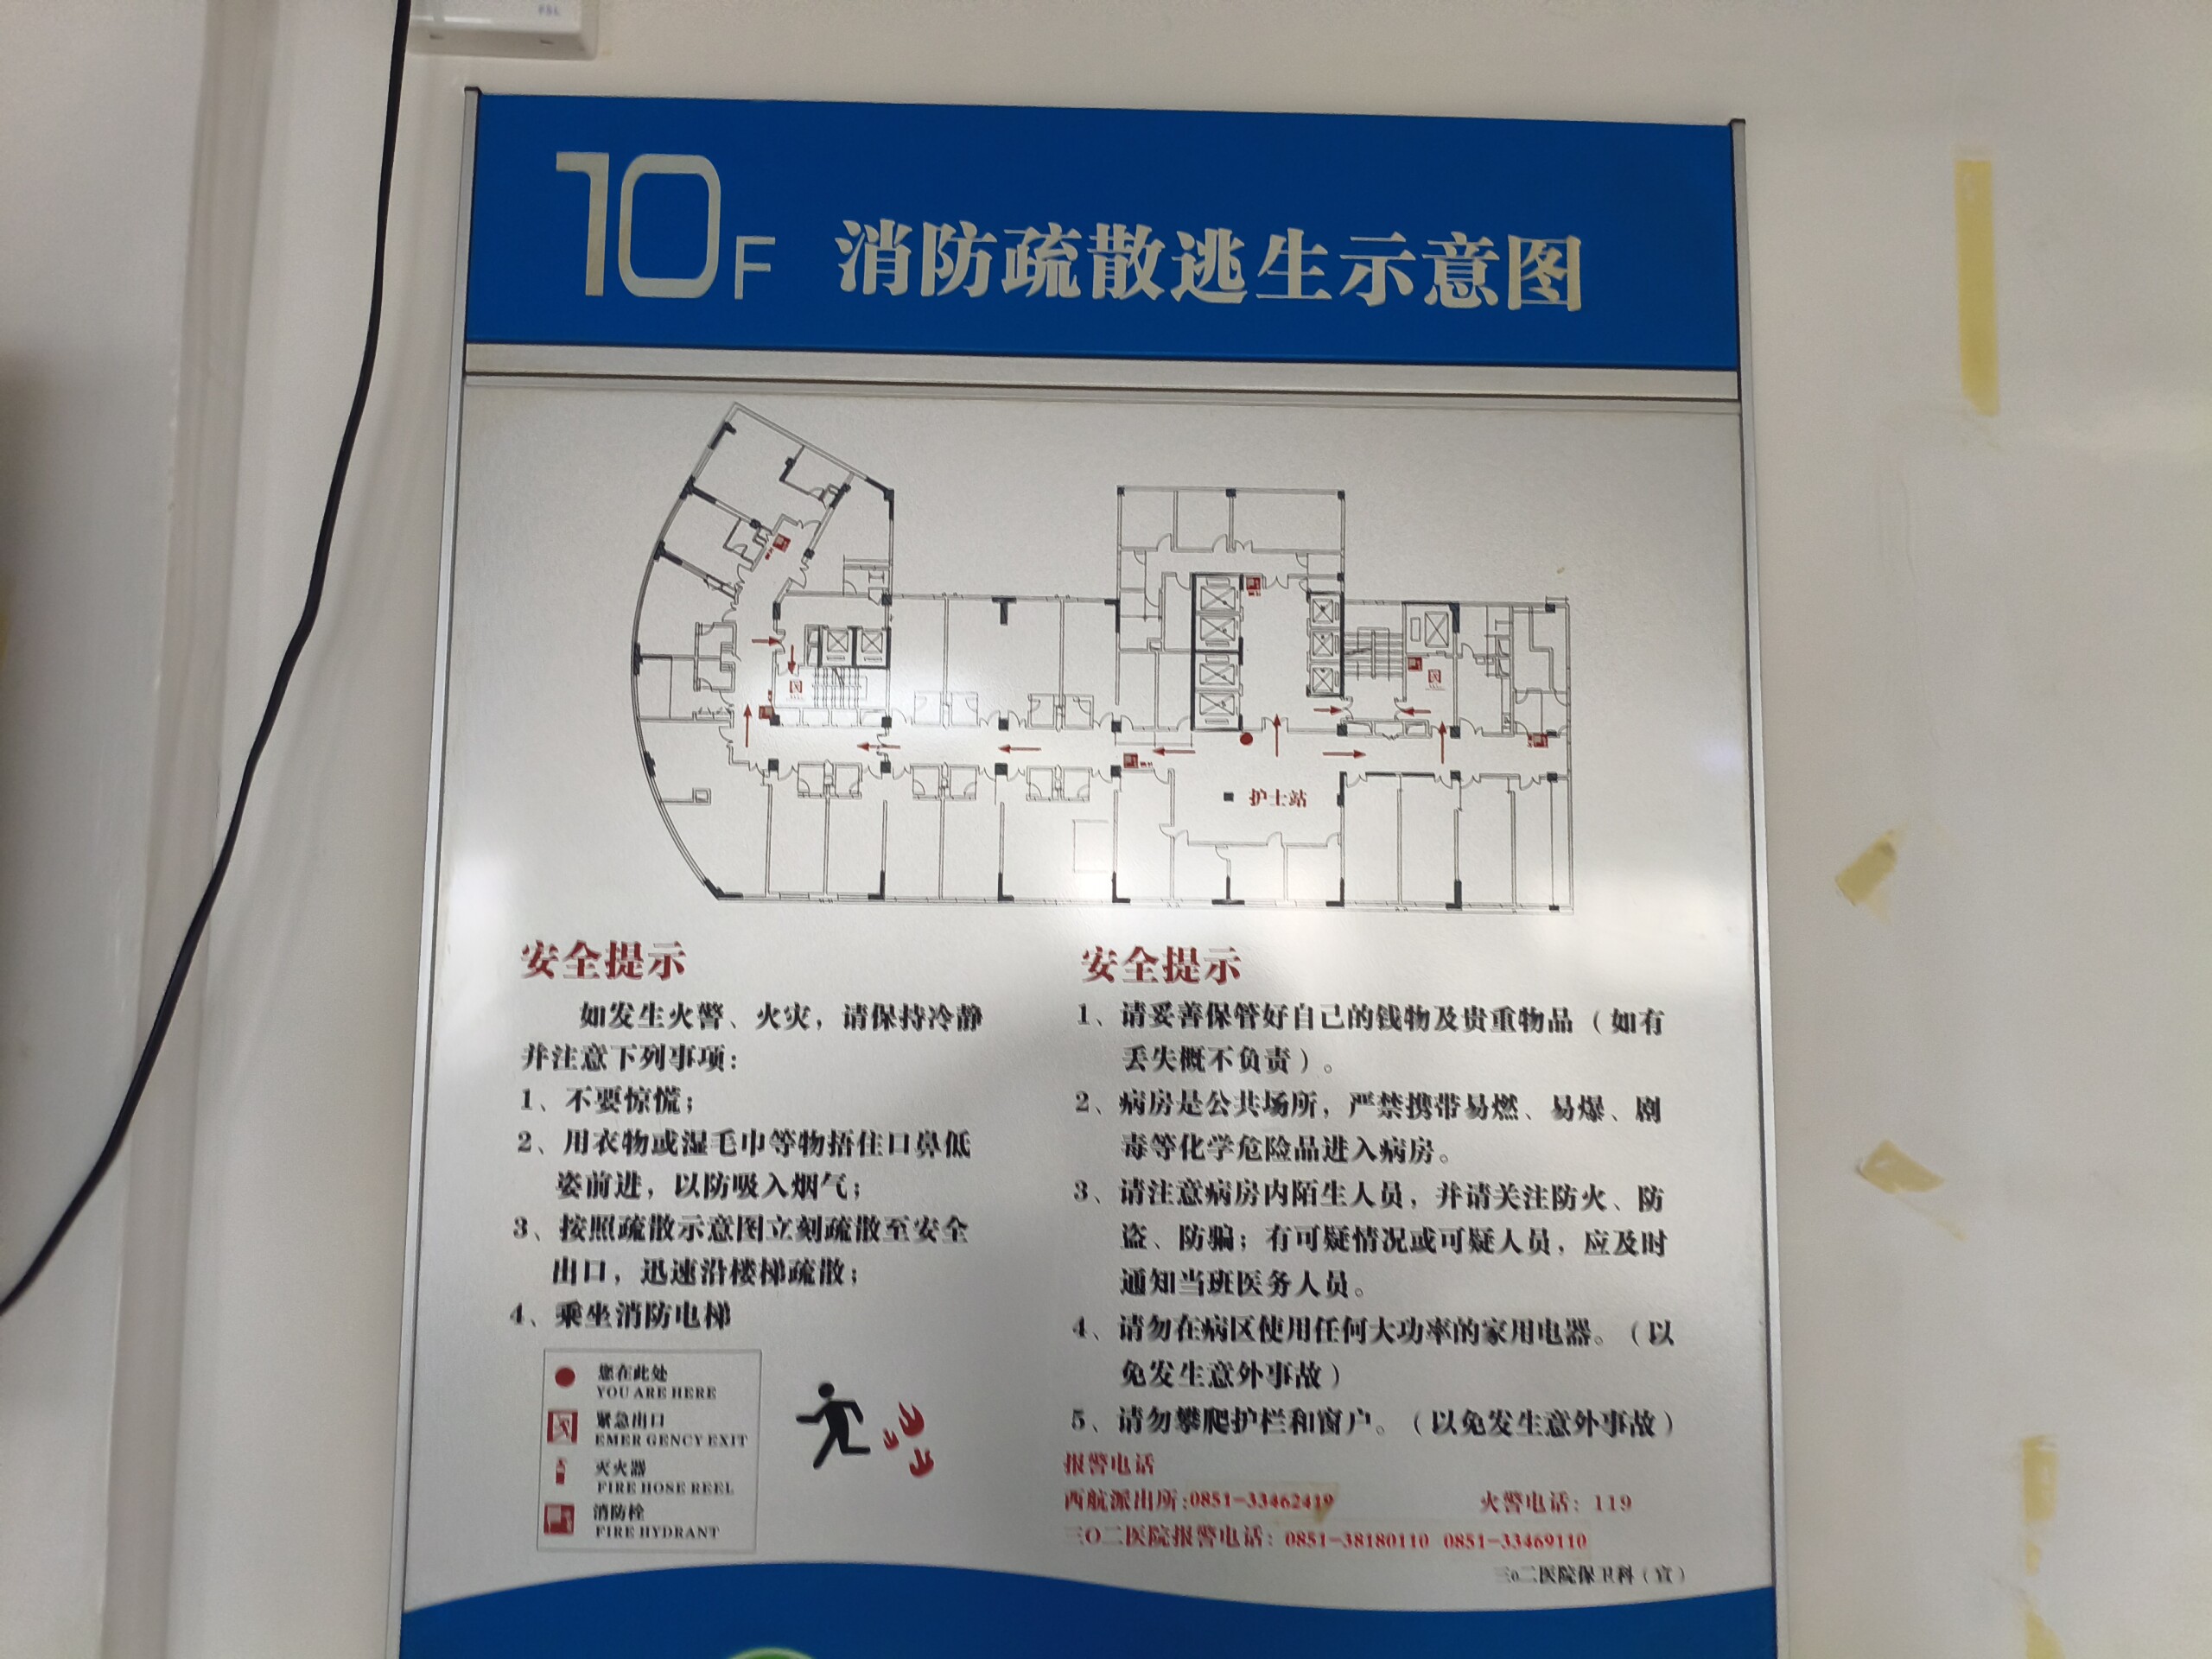 10F 消防疏散逃生示意图
护士站
安全提示
如发生火警、火灾，请保持冷静
并注意下列事项：
1、不要惊慌；
2、用衣物或湿毛巾等物捂住口鼻低
姿前进，以防吸入烟气；
3、按照疏散示意图立刻疏散至安全
出口，迅速沿楼梯疏散；
4、乘坐消防电梯
您在此处
YOU ARE HERE
紧急出口
EMERGENCY EXIT
灭火器
FIRE HOSE REEL
消防栓
FIRE HYDRANT
安全提示
1、请妥善保管好自己的钱物及贵重物品（如有
丢失概不负责）。
2、病房是公共场所，严禁携带易燃、易爆、剧
毒等化学危险品进入病房。
3、请注意病房内陌生人员，并请关注防火、防
盗、防骗；有可疑情况或可疑人员，应及时
通知当班医务人员。
4、请勿在病区使用任何大功率的家用电器。（以
免发生意外事故）
5、请勿攀爬护栏和窗户。（以免发生意外事故）
报警电话
西航派出所:0851-33462419 火警电话：119
三O二医院报警电话：0851-38180110 0851-33469110
三o二医院保卫科（宣）